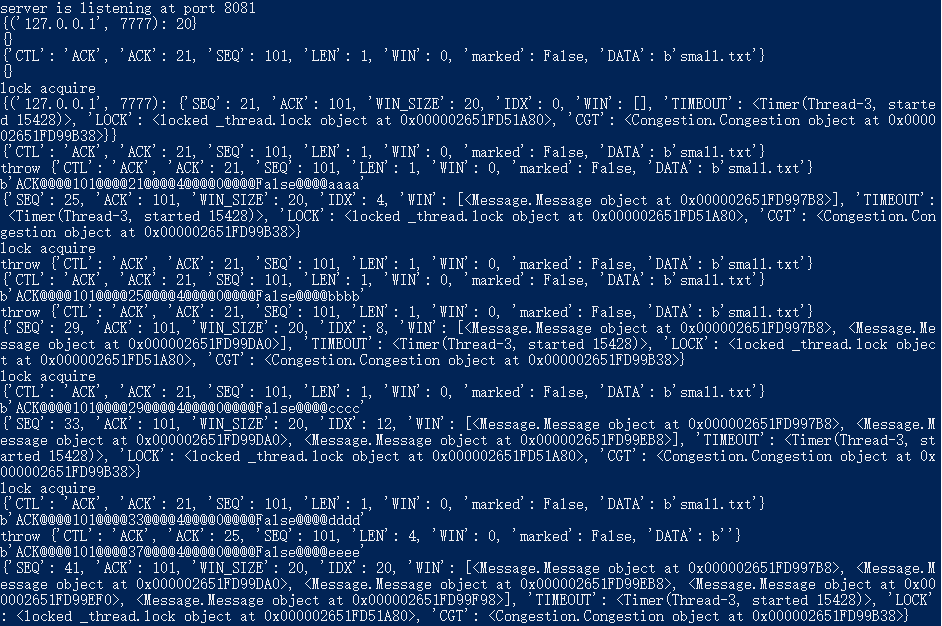 server is listening at port 8081
{('127.0.0.1', 7777): 20}
{}
{'CTL': 'ACK', 'ACK': 21, 'SEQ': 101, 'LEN': 1, 'WIN': 0, 'marked': False, 'DATA': b'small.txt'}
{}
lock acquire
{('127.0.0.1', 7777): {'SEQ': 21, 'ACK': 101, 'WIN_SIZE': 20, 'IDX': 0, 'WIN': [], 'TIMEOUT': <Timer(Thread-3, starte
d 15428)>, 'LOCK': <locked _thread.lock object at 0x000002651FD51A80>, 'CGT': <Congestion.Congestion object at 0x0000
02651FD99B38>}}
{'CTL': 'ACK', 'ACK': 21, 'SEQ': 101, 'LEN': 1, 'WIN': 0, 'marked': False, 'DATA': b'small.txt'}
throw {'CTL': 'ACK', 'ACK': 21, 'SEQ': 101, 'LEN': 1, 'WIN': 0, 'marked': False, 'DATA': b'small.txt'}
b'ACK@@@@101@@@@21@@@@4@@@@0@@@@False@@@@aaaa'
{'SEQ': 25, 'ACK': 101, 'WIN_SIZE': 20, 'IDX': 4, 'WIN': [<Message.Message object at 0x000002651FD997B8>], 'TIMEOUT':
 <Timer(Thread-3, started 15428)>, 'LOCK': <locked _thread.lock object at 0x000002651FD51A80>, 'CGT': <Congestion.Con
gestion object at 0x000002651FD99B38>}
lock acquire
throw {'CTL': 'ACK', 'ACK': 21, 'SEQ': 101, 'LEN': 1, 'WIN': 0, 'marked': False, 'DATA': b'small.txt'}
{'CTL': 'ACK', 'ACK': 21, 'SEQ': 101, 'LEN': 1, 'WIN': 0, 'marked': False, 'DATA': b'small.txt'}
b'ACK@@@@101@@@@25@@@@4@@@@0@@@@False@@@@bbbb'
throw {'CTL': 'ACK', 'ACK': 21, 'SEQ': 101, 'LEN': 1, 'WIN': 0, 'marked': False, 'DATA': b'small.txt'}
{'SEQ': 29, 'ACK': 101, 'WIN_SIZE': 20, 'IDX': 8, 'WIN': [<Message.Message object at 0x000002651FD997B8>, <Message.Me
ssage object at 0x000002651FD99DA0>], 'TIMEOUT': <Timer(Thread-3, started 15428)>, 'LOCK': <locked _thread.lock objec
t at 0x000002651FD51A80>, 'CGT': <Congestion.Congestion object at 0x000002651FD99B38>}
lock acquire
{'CTL': 'ACK', 'ACK': 21, 'SEQ': 101, 'LEN': 1, 'WIN': 0, 'marked': False, 'DATA': b'small.txt'}
b'ACK@@@@101@@@@29@@@@4@@@@0@@@@False@@@@cccc'
{'SEQ': 33, 'ACK': 101, 'WIN_SIZE': 20, 'IDX': 12, 'WIN': [<Message.Message object at 0x000002651FD997B8>, <Message.M
essage object at 0x000002651FD99DA0>, <Message.Message object at 0x000002651FD99EB8>], 'TIMEOUT': <Timer(Thread-3, st
arted 15428)>, 'LOCK': <locked _thread.lock object at 0x000002651FD51A80>, 'CGT': <Congestion.Congestion object at 0x
000002651FD99B38>}
lock acquire
{'CTL': 'ACK', 'ACK': 21, 'SEQ': 101, 'LEN': 1, 'WIN': 0, 'marked': False, 'DATA': b'small.txt'}
b'ACK@@@@101@@@@33@@@@4@@@@0@@@@False@@@@dddd'
throw {'CTL': 'ACK', 'ACK': 25, 'SEQ': 101, 'LEN': 4, 'WIN': 0, 'marked': False, 'DATA': b''}
b'ACK@@@@101@@@@37@@@@4@@@@0@@@@False@@@@eeee'
{'SEQ': 41, 'ACK': 101, 'WIN_SIZE': 20, 'IDX': 20, 'WIN': [<Message.Message object at 0x000002651FD997B8>, <Message.M
essage object at 0x000002651FD99DA0>, <Message.Message object at 0x000002651FD99EB8>, <Message.Message object at 0x00
0002651FD99EF0>, <Message.Message object at 0x000002651FD99F98>], 'TIMEOUT': <Timer(Thread-3, started 15428)>, 'LOCK'
: <locked _thread.lock object at 0x000002651FD51A80>, 'CGT': <Congestion.Congestion object at 0x000002651FD99B38>}